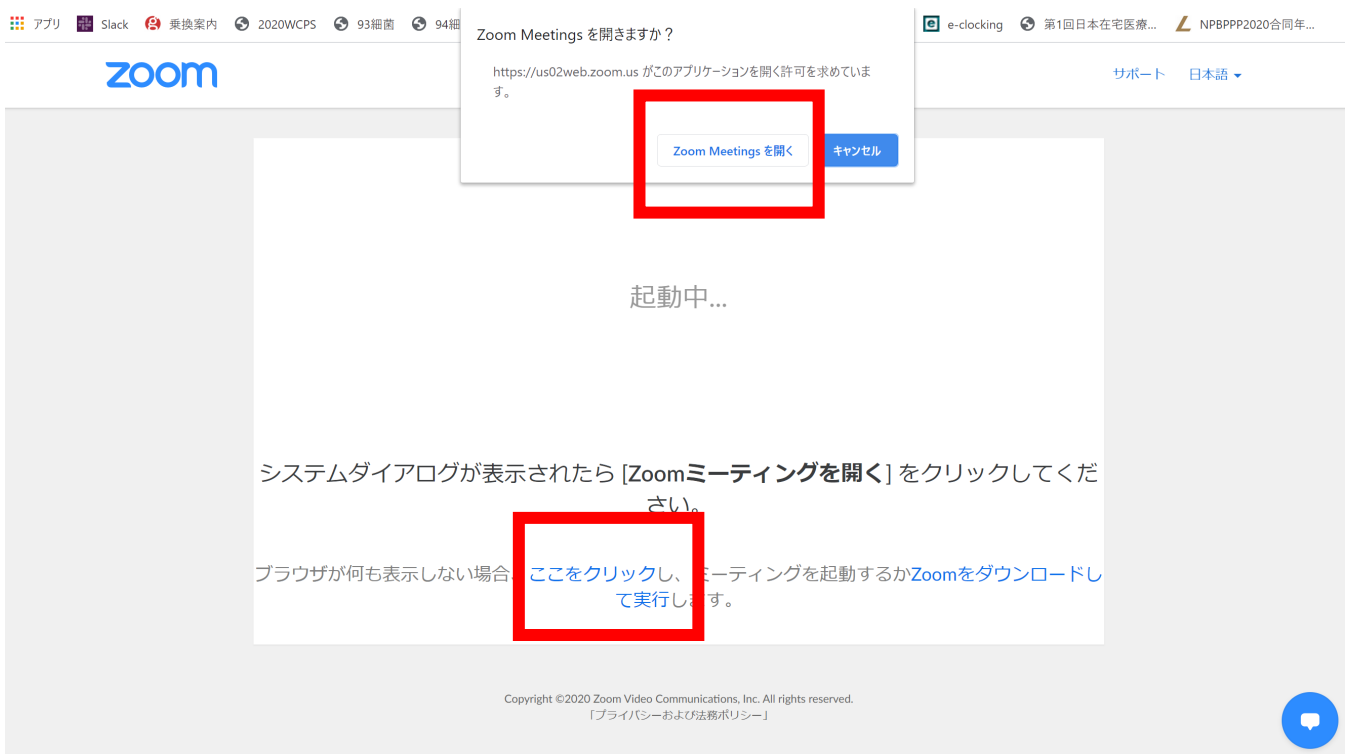 アプリ Slack 乗換案内 2020WCPS 93細菌 94細 e-clocking 第1回日本在宅医療... NPBPPP2020合同年...
Zoom Meetings を開きますか？
https://us02web.zoom.us がこのアプリケーションを開く許可を求めていま
す。
Zoom Meetings を開く キャンセル
zoom サポート 日本語
起動中...
システムダイアログが表示されたら [Zoomミーティングを開く] をクリックしてくだ
さい。
ブラウザが何も表示しない場合、ここをクリックし、ミーティングを起動するかZoomをダウンロードし
て実行します。
Copyright ©2020 Zoom Video Communications, Inc. All rights reserved.
「プライバシーおよび法務ポリシー」